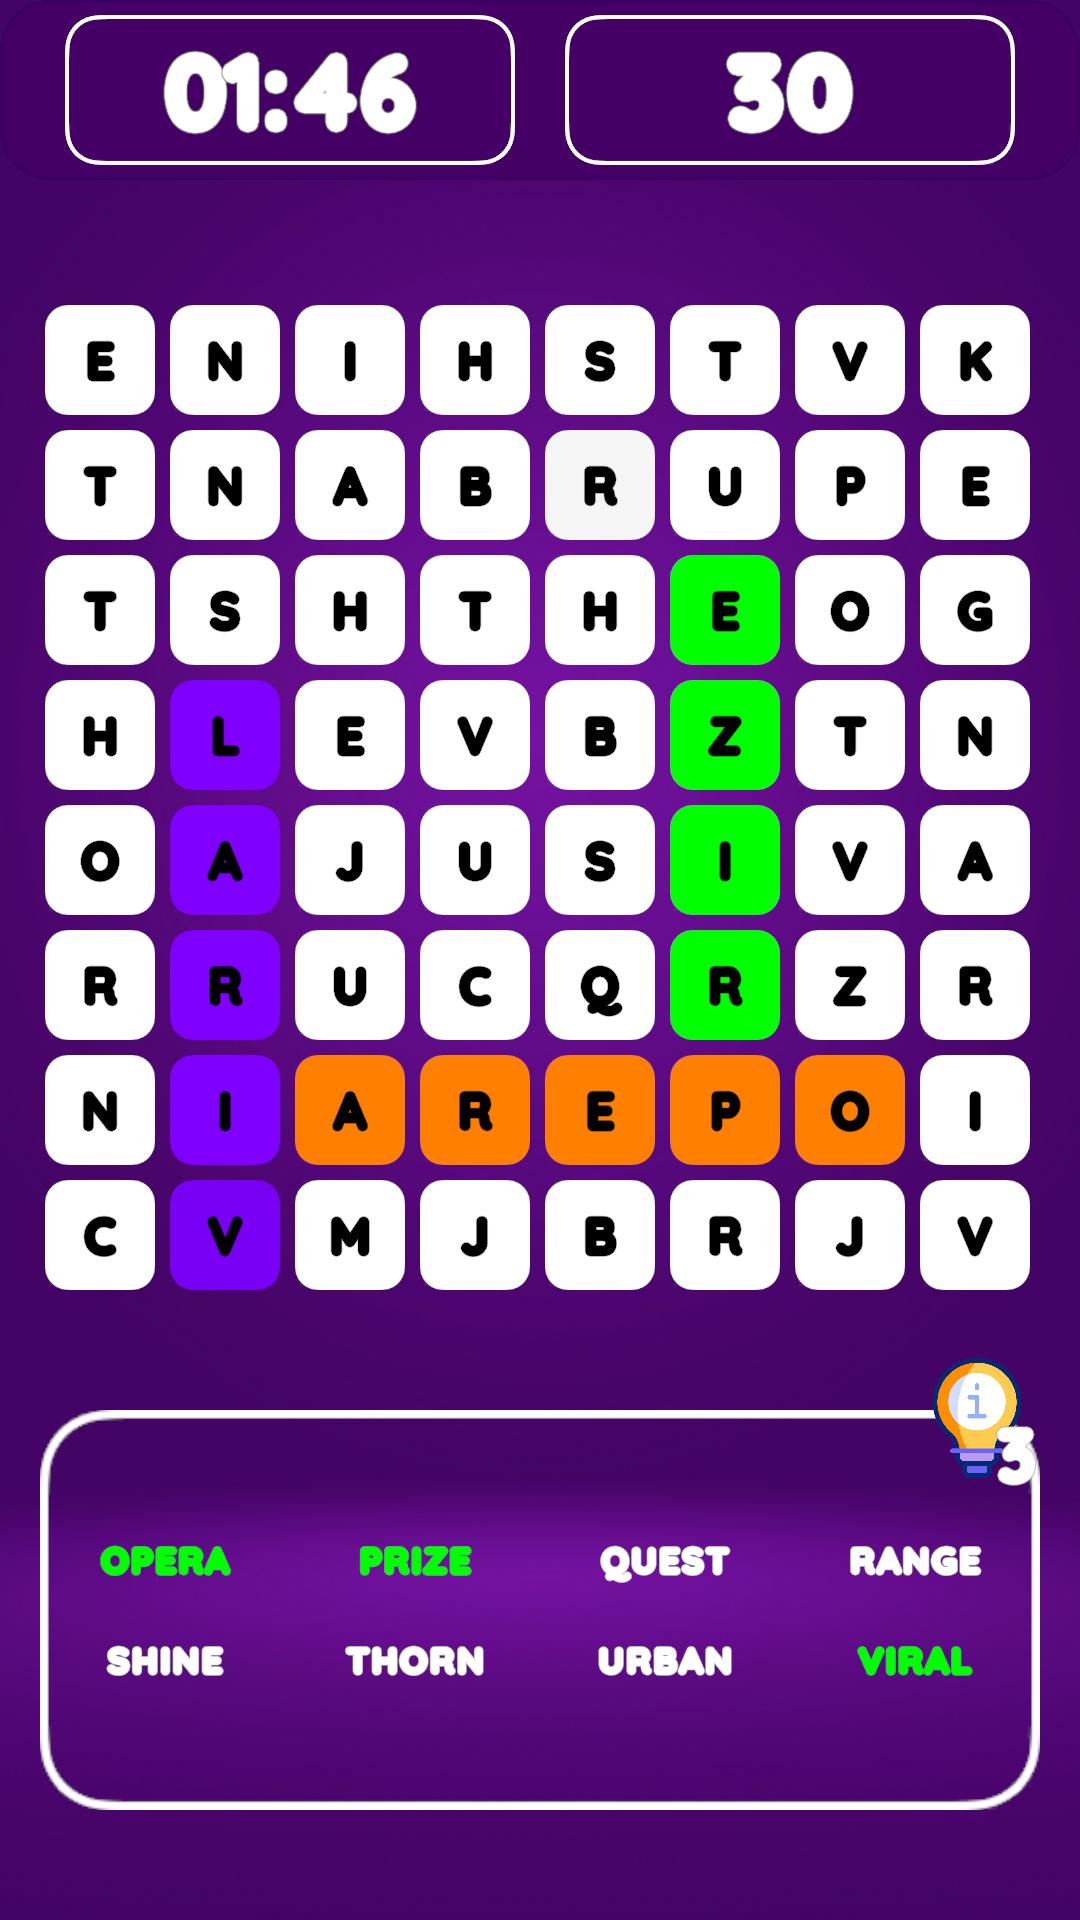 01:46 30
E N I H S T V K
T N A B R U P E
T S H T H E O G
H L E V B Z T N
O A J U S I V A
R R U C Q R Z R
N I A R E P O I
C V M J B R J V
i
3
OPERA PRIZE QUEST RANGE
SHINE THORN URBAN VIRAL